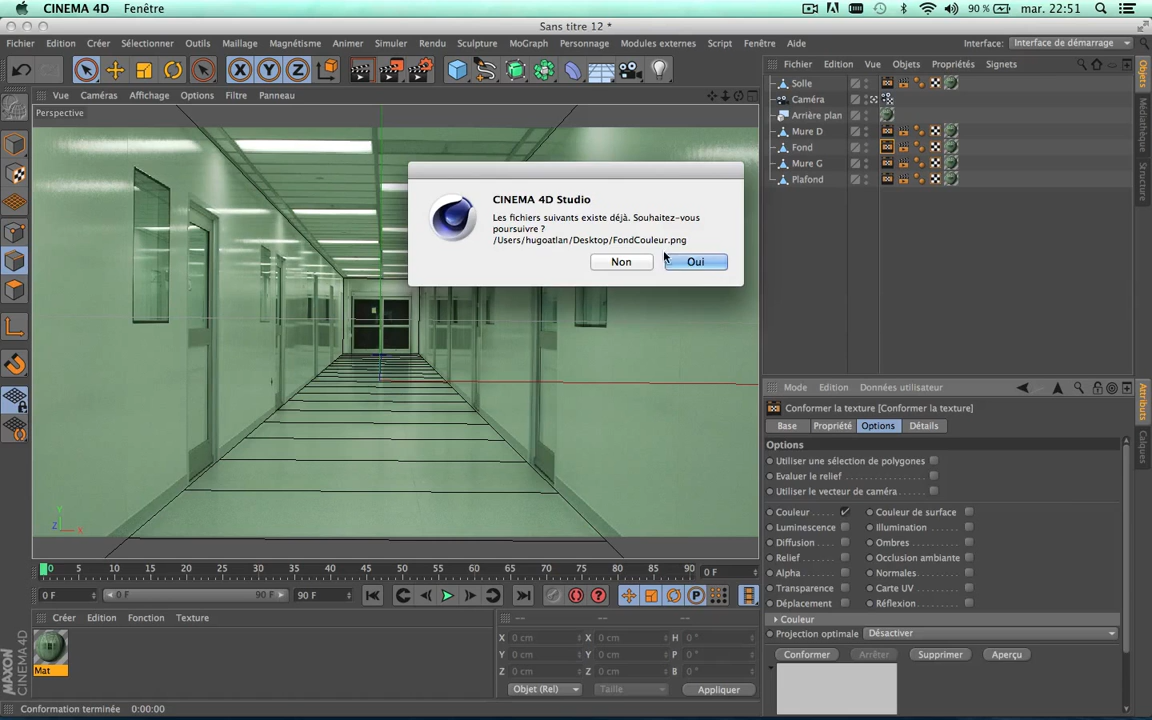 CINEMA 4D Fenêtre 90 % mar. 22:51
Sans titre 12 *
Fichier Edition Créer Sélectionner Outils Maillage Magnétisme Animer Simuler Rendu Sculpture MoGraph Personnage Modules externes Script Fenêtre Aide Interface: Interface de démarrage
X Y Z
Fichier Edition Vue Objets Propriétés Signets
Vue Caméras Affichage Options Filtre Panneau
Perspective
Solle
Caméra
Arrière plan
Mure D
Fond
Mure G
Plafond
Objets
Médiathèque
Structure
CINEMA 4D Studio
Les fichiers suivants existe déjà. Souhaitez-vous
poursuivre ?
/Users/hugoatlan/Desktop/FondCouleur.png
Non Oui
Mode Edition Données utilisateur
Conformer la texture [Conformer la texture]
Base Propriété Options Détails
Attributs
Calques
Options
Utiliser une sélection de polygones
Evaluer le relief
Utiliser le vecteur de caméra
Couleur Couleur de surface
Luminescence Illumination
Diffusion Ombres
Relief Occlusion ambiante
Alpha Normales
Transparence Carte UV
Déplacement Réflexion
Couleur
Projection optimale Désactiver
Conformer Arrêter Supprimer Aperçu
Y
Z X
0 5 10 15 20 25 30 35 40 45 50 55 60 65 70 75 80 85 90 0 F
0 F 0 F 90 F 90 F
P
Créer Edition Fonction Texture
Mat
-- -- --
X 0 cm X 0 cm H 0 °
Y 0 cm Y 0 cm P 0 °
Z 0 cm Z 0 cm B 0 °
Objet (Rel) Taille Appliquer
MAXON
CINEMA 4D
Conformation terminée 0:00:00